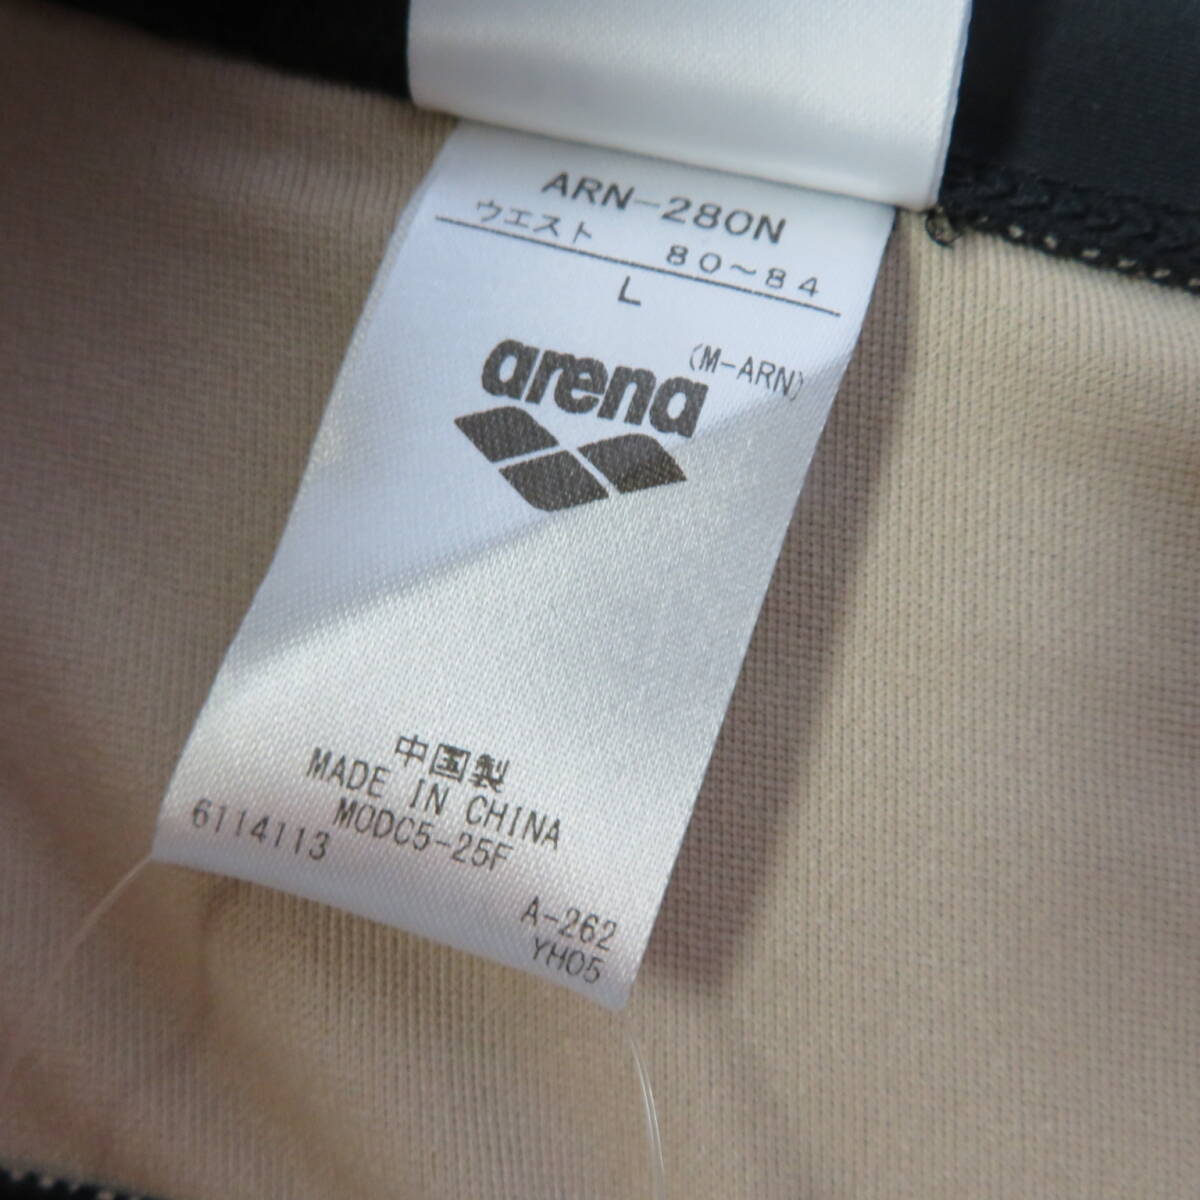 ARN-280N
ウエスト 80~84
L
(M-ARN)
arena
中国製
MADE IN CHINA
MODC5-25F
6114113
A-262
YH05